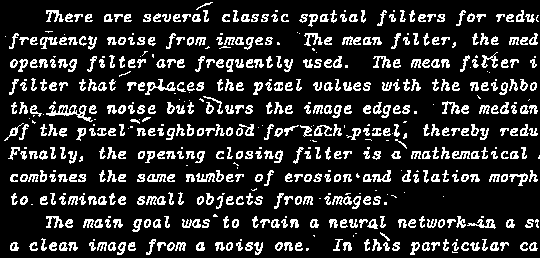 There are several classic spatial filters for redu
frequency noise from images. The mean filter, the med
opening filter are frequently used. The mean filter i
filter that replaces the pixel values with the neighbo
the image noise but blurs the image edges. The median
of the pixel neighborhood for each pixel, thereby redu
Finally, the opening closing filter is a mathematical
combines the same number of erosion and dilation morph
to eliminate small objects from images.
The main goal was to train a neural network in a su
a clean image from a noisy one. In this particular ca